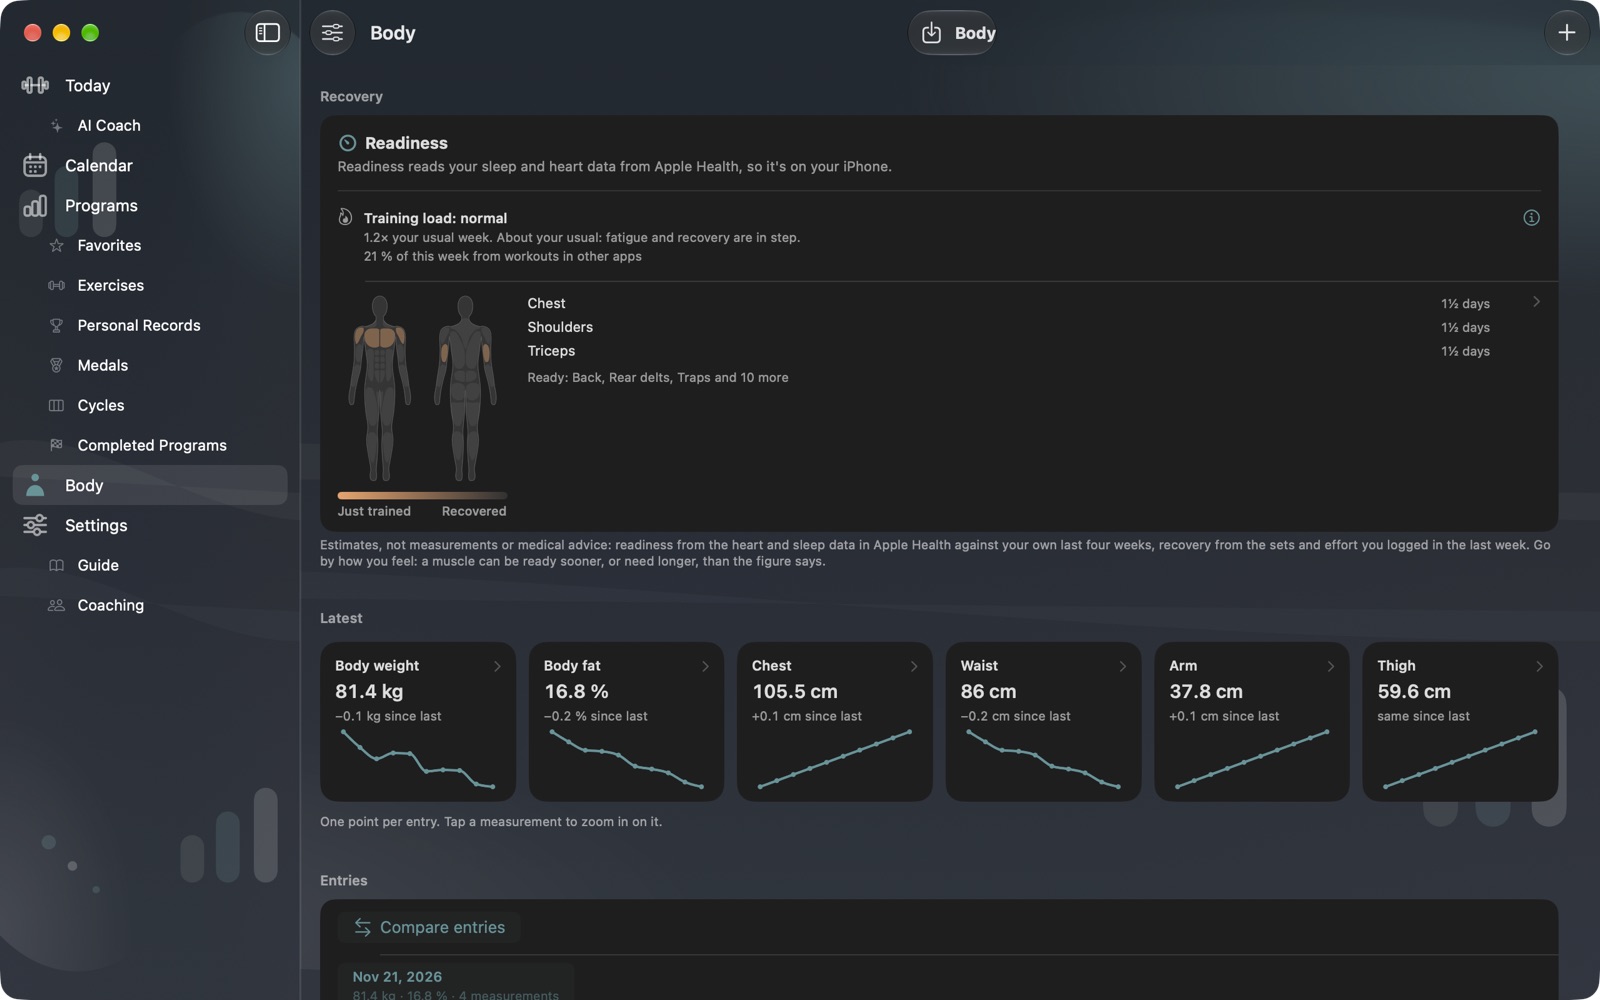 Today
AI Coach
Calendar
Programs
Favorites
Exercises
Personal Records
Medals
Cycles
Completed Programs
Body
Settings
Guide
Coaching
Body
Body
Recovery
Readiness
Readiness reads your sleep and heart data from Apple Health, so it's on your iPhone.
Training load: normal
1.2× your usual week. About your usual: fatigue and recovery are in step.
21 % of this week from workouts in other apps
Chest 1½ days
Shoulders 1½ days
Triceps 1½ days
Ready: Back, Rear delts, Traps and 10 more
Just trained Recovered
Estimates, not measurements or medical advice: readiness from the heart and sleep data in Apple Health against your own last four weeks, recovery from the sets and effort you logged in the last week. Go
by how you feel: a muscle can be ready sooner, or need longer, than the figure says.
Latest
Body weight
81.4 kg
−0.1 kg since last
Body fat
16.8 %
−0.2 % since last
Chest
105.5 cm
+0.1 cm since last
Waist
86 cm
−0.2 cm since last
Arm
37.8 cm
+0.1 cm since last
Thigh
59.6 cm
same since last
One point per entry. Tap a measurement to zoom in on it.
Entries
Compare entries
Nov 21, 2026
81.4 kg · 16.8 % · 4 measurements